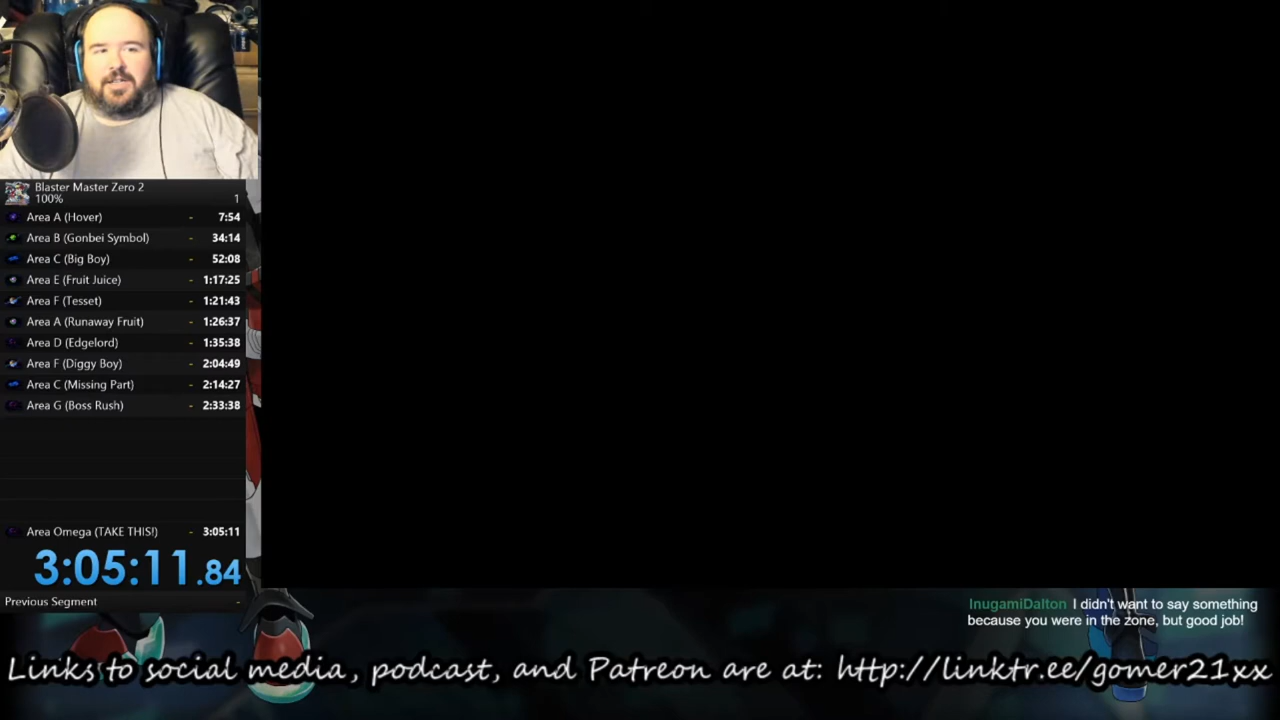 Blaster Master Zero 2
100% 1
Area A (Hover) - 7:54
Area B (Gonbei Symbol) - 34:14
Area C (Big Boy) - 52:08
Area E (Fruit Juice) - 1:17:25
Area F (Tesset) - 1:21:43
Area A (Runaway Fruit) - 1:26:37
Area D (Edgelord) - 1:35:38
Area F (Diggy Boy) - 2:04:49
Area C (Missing Part) - 2:14:27
Area G (Boss Rush) - 2:33:38
Area Omega (TAKE THIS!) - 3:05:11
3:05:11.84
Previous Segment -
InugamiDalton I didn't want to say something
because you were in the zone, but good job!
Links to social media, podcast, and Patreon are at: http://linktr.ee/gomer21xx